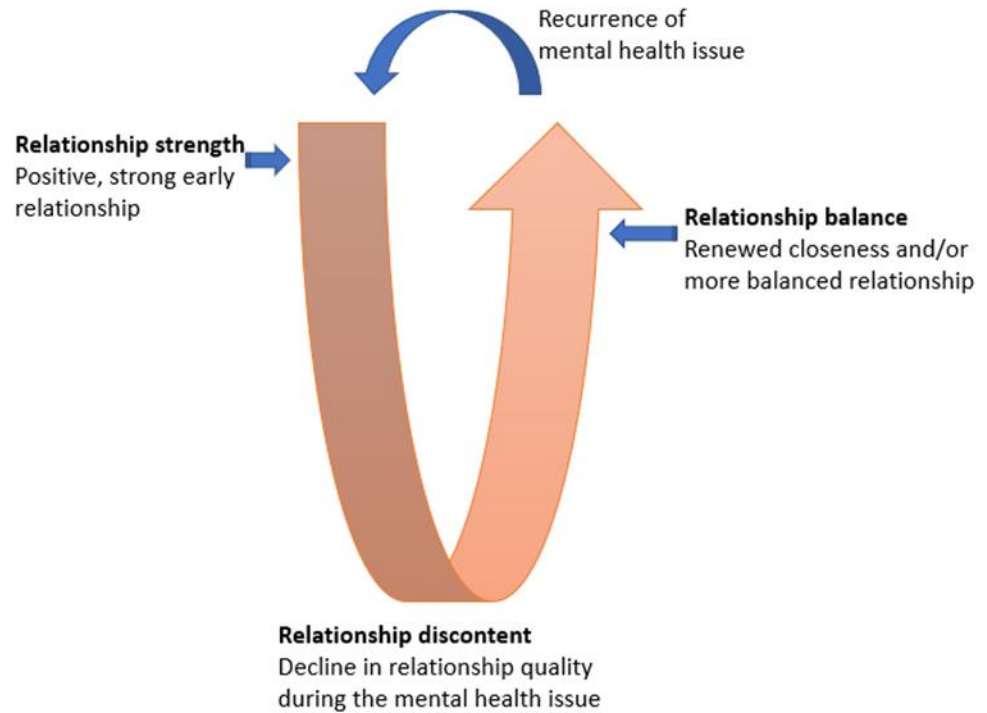 Recurrence of
mental health issue
Relationship strength
Positive, strong early
relationship
Relationship balance
Renewed closeness and/or
more balanced relationship
Relationship discontent
Decline in relationship quality
during the mental health issue